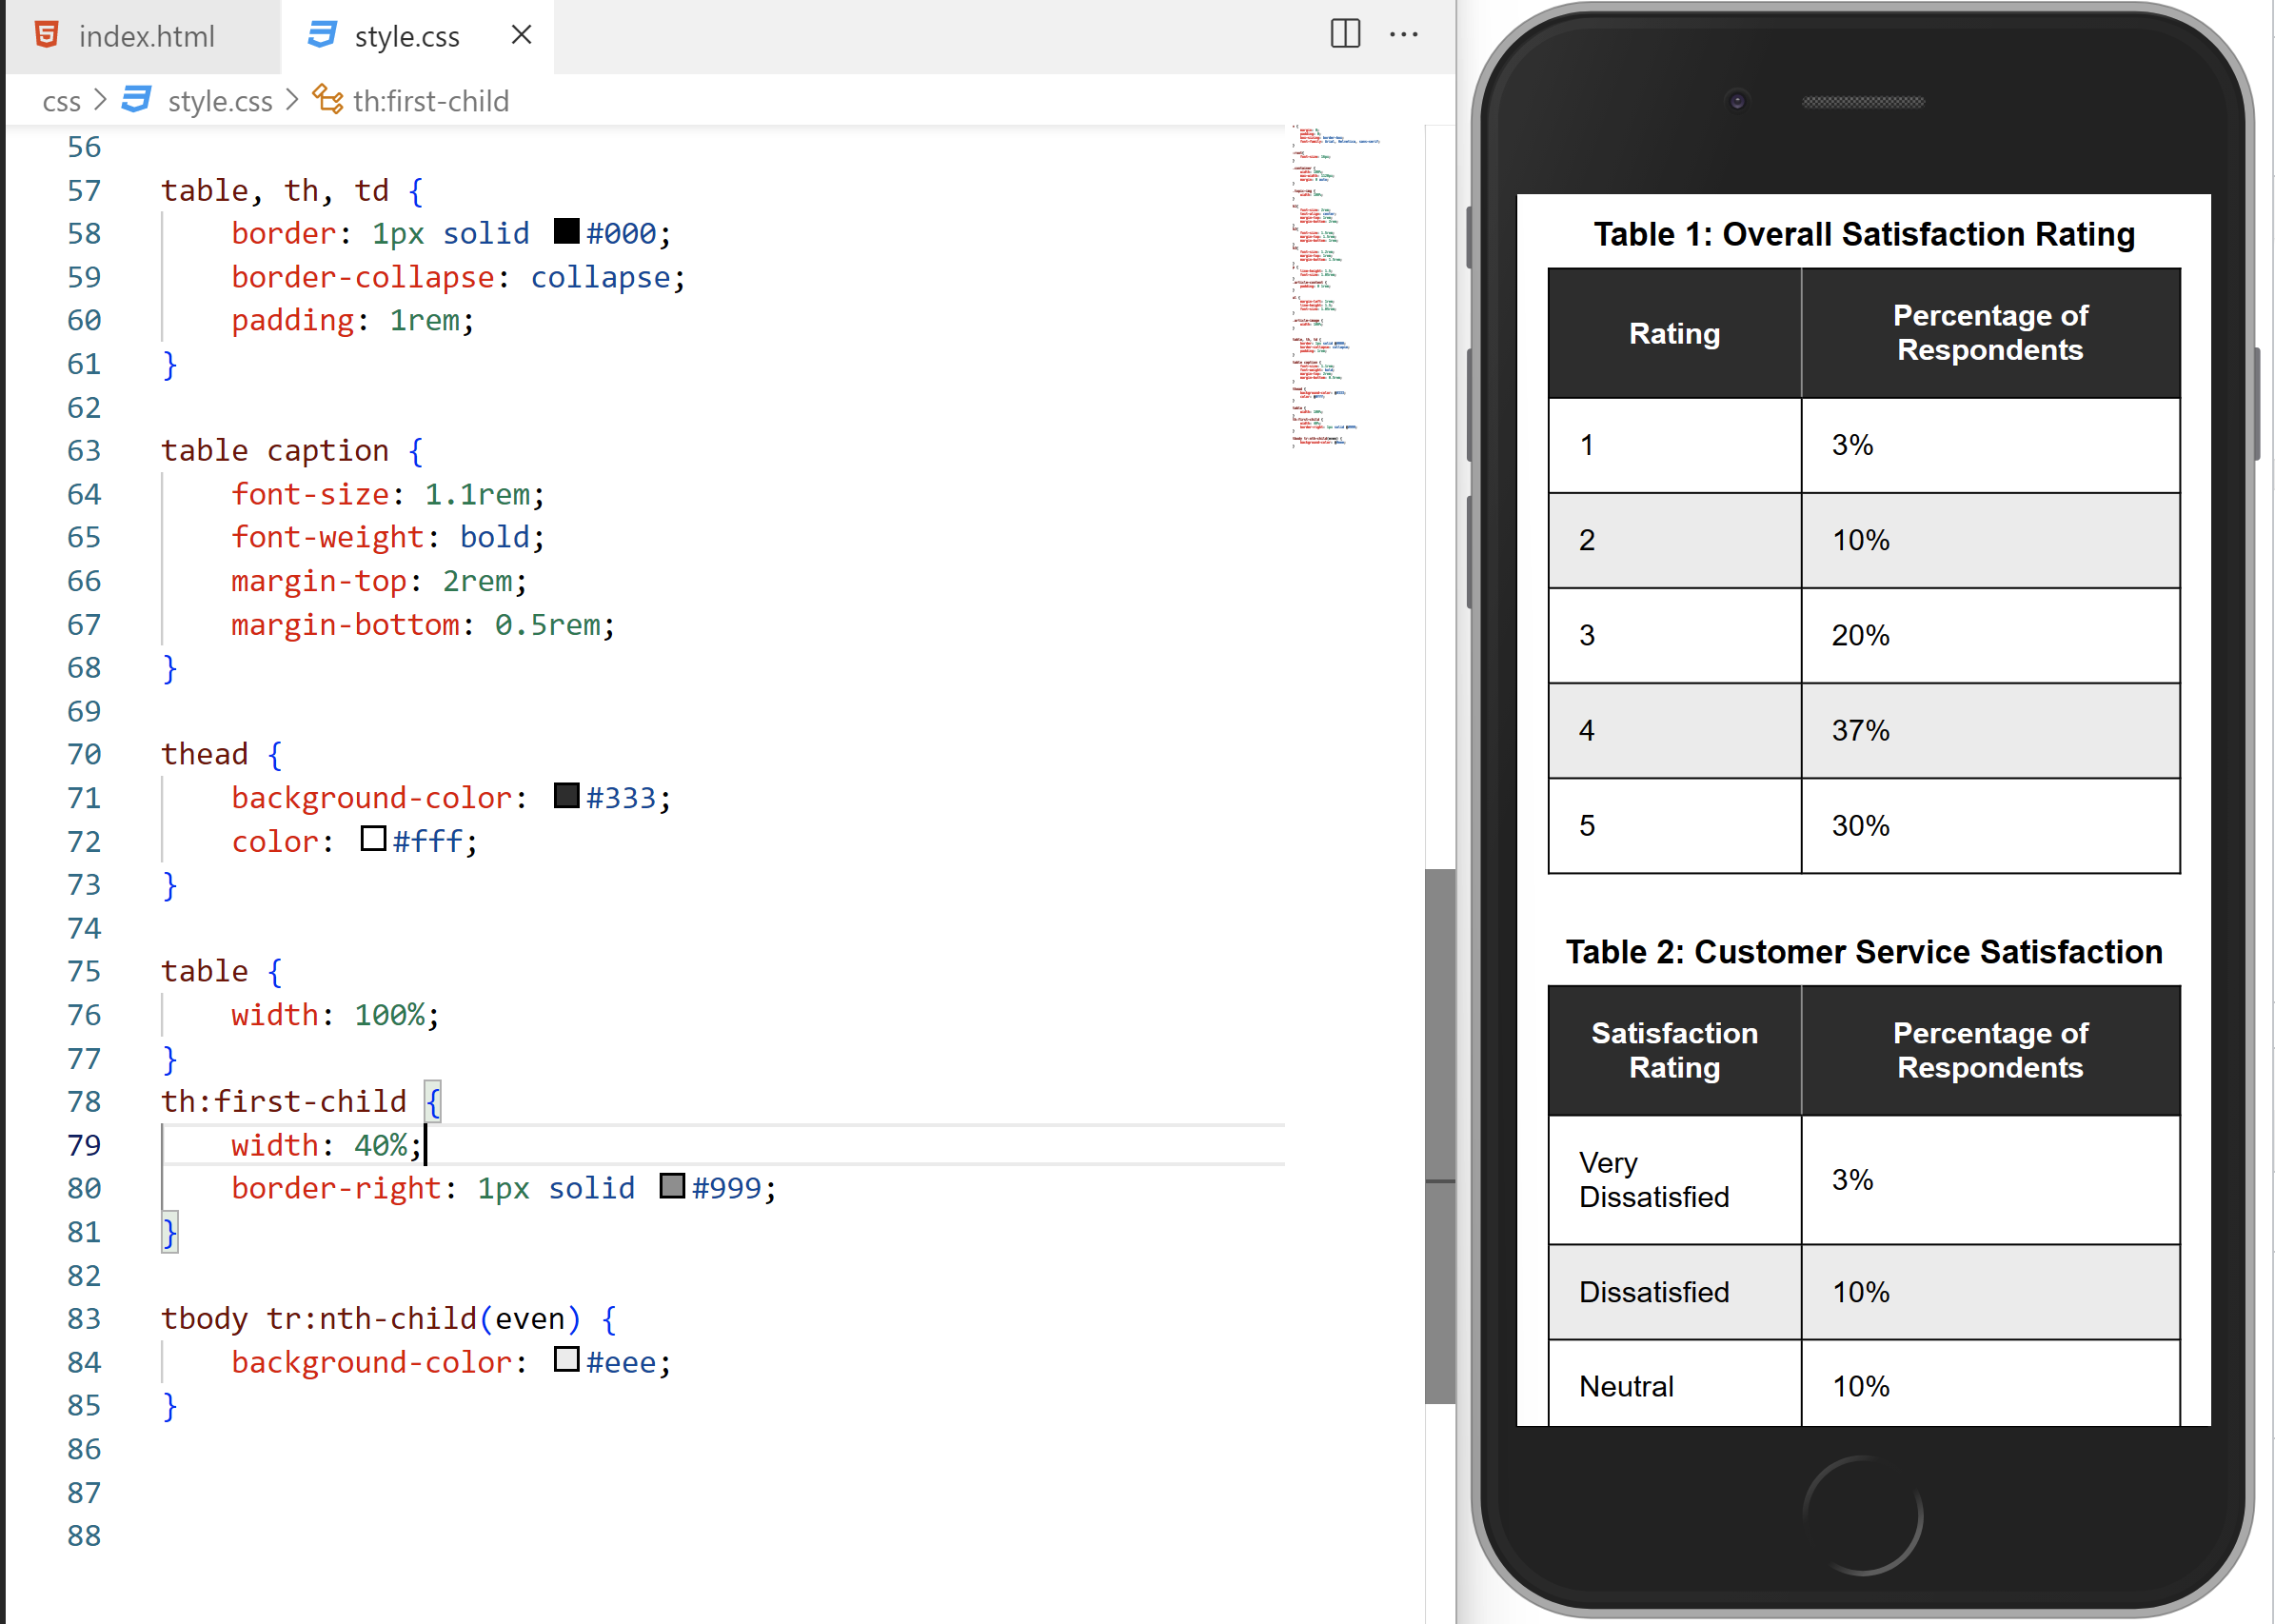 index.html
style.css
css > style.css > th:first-child
56
57 table, th, td {
58 border: 1px solid #000;
59 border-collapse: collapse;
60 padding: 1rem;
61 }
62
63 table caption {
64 font-size: 1.1rem;
65 font-weight: bold;
66 margin-top: 2rem;
67 margin-bottom: 0.5rem;
68 }
69
70 thead {
71 background-color: #333;
72 color: #fff;
73 }
74
75 table {
76 width: 100%;
77 }
78 th:first-child {
79 width: 40%;
80 border-right: 1px solid #999;
81 }
82
83 tbody tr:nth-child(even) {
84 background-color: #eee;
85 }
86
87
88
Table 1: Overall Satisfaction Rating
Rating Percentage of
Respondents
1 3%
2 10%
3 20%
4 37%
5 30%
Table 2: Customer Service Satisfaction
Satisfaction Percentage of
Rating Respondents
Very
Dissatisfied 3%
Dissatisfied 10%
Neutral 10%